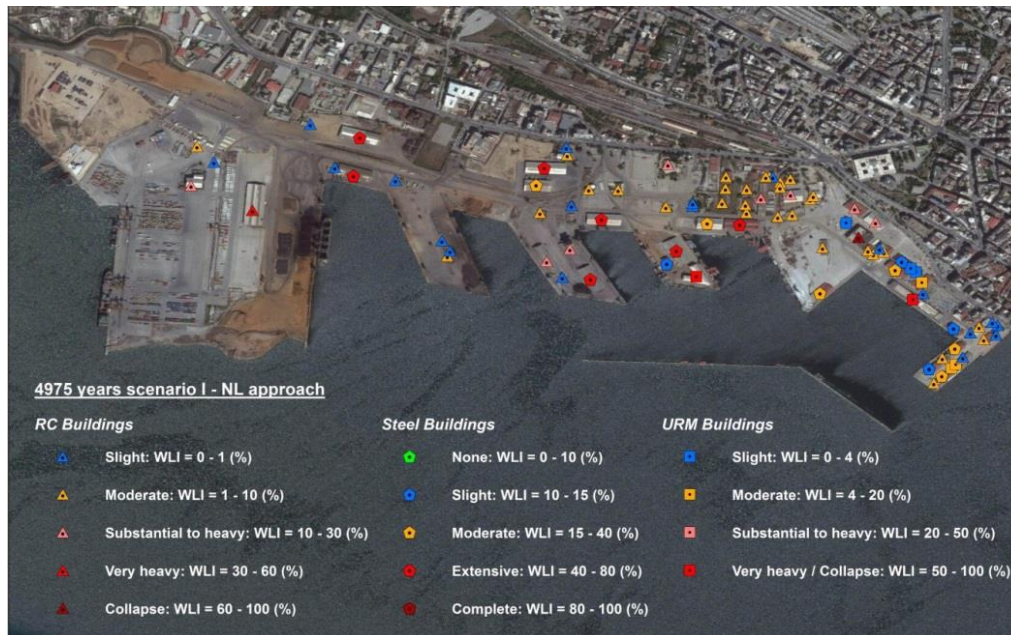 4975 years scenario I - NL approach
RC Buildings
Slight: WLI = 0 - 1 (%)
Moderate: WLI = 1 - 10 (%)
Substantial to heavy: WLI = 10 - 30 (%)
Very heavy: WLI = 30 - 60 (%)
Collapse: WLI = 60 - 100 (%)
Steel Buildings
None: WLI = 0 - 10 (%)
Slight: WLI = 10 - 15 (%)
Moderate: WLI = 15 - 40 (%)
Extensive: WLI = 40 - 80 (%)
Complete: WLI = 80 - 100 (%)
URM Buildings
Slight: WLI = 0 - 4 (%)
Moderate: WLI = 4 - 20 (%)
Substantial to heavy: WLI = 20 - 50 (%)
Very heavy / Collapse: WLI = 50 - 100 (%)